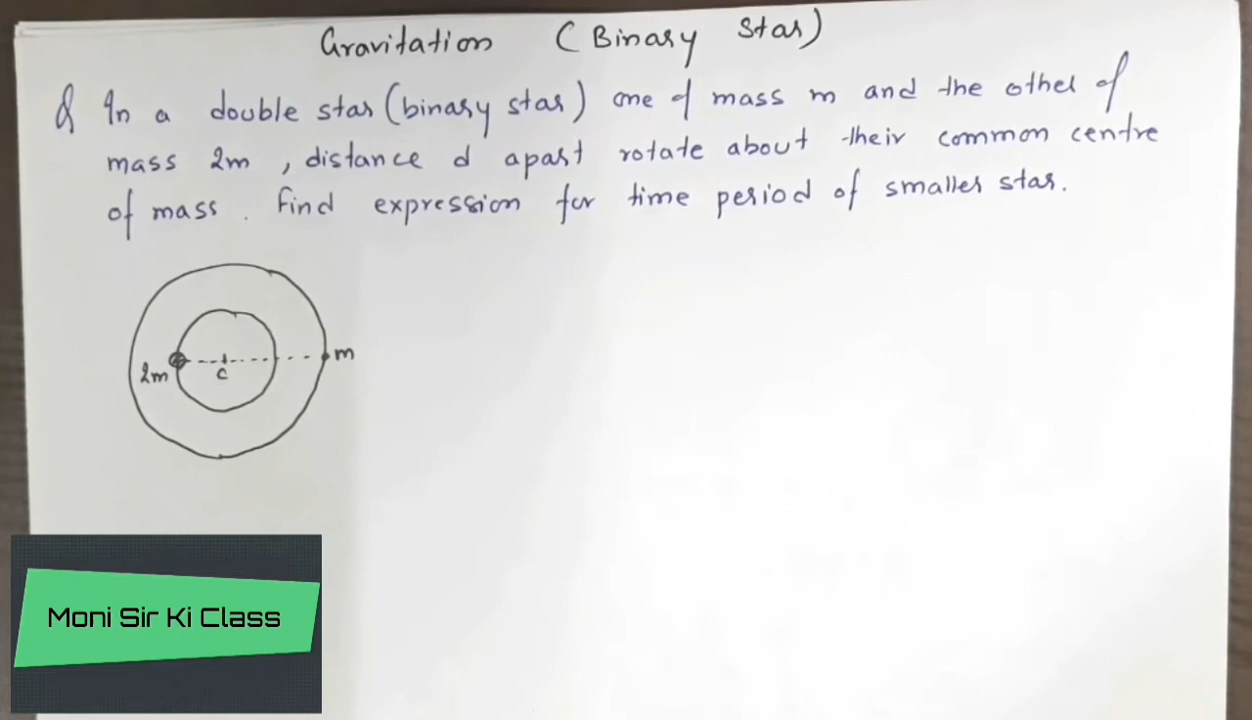 Gravitation (Binary Star)
Q In a double star (binary star) one of mass m and the other of
mass 2m, distance d apart rotate about their common centre
of mass. Find expression for time period of smaller star.
2m
c
m
Moni Sir Ki Class